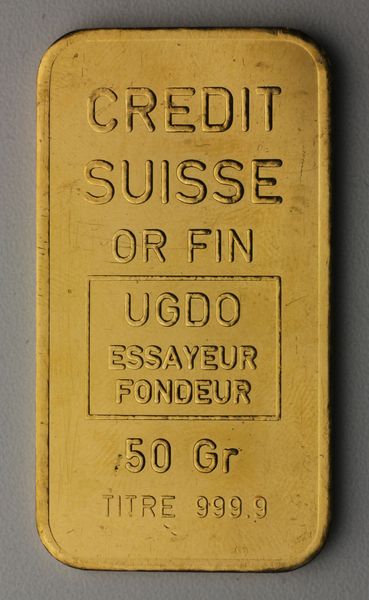 CREDIT
SUISSE
OR FIN
UGDO
ESSAYEUR
FONDEUR
50 Gr
TITRE 999.9